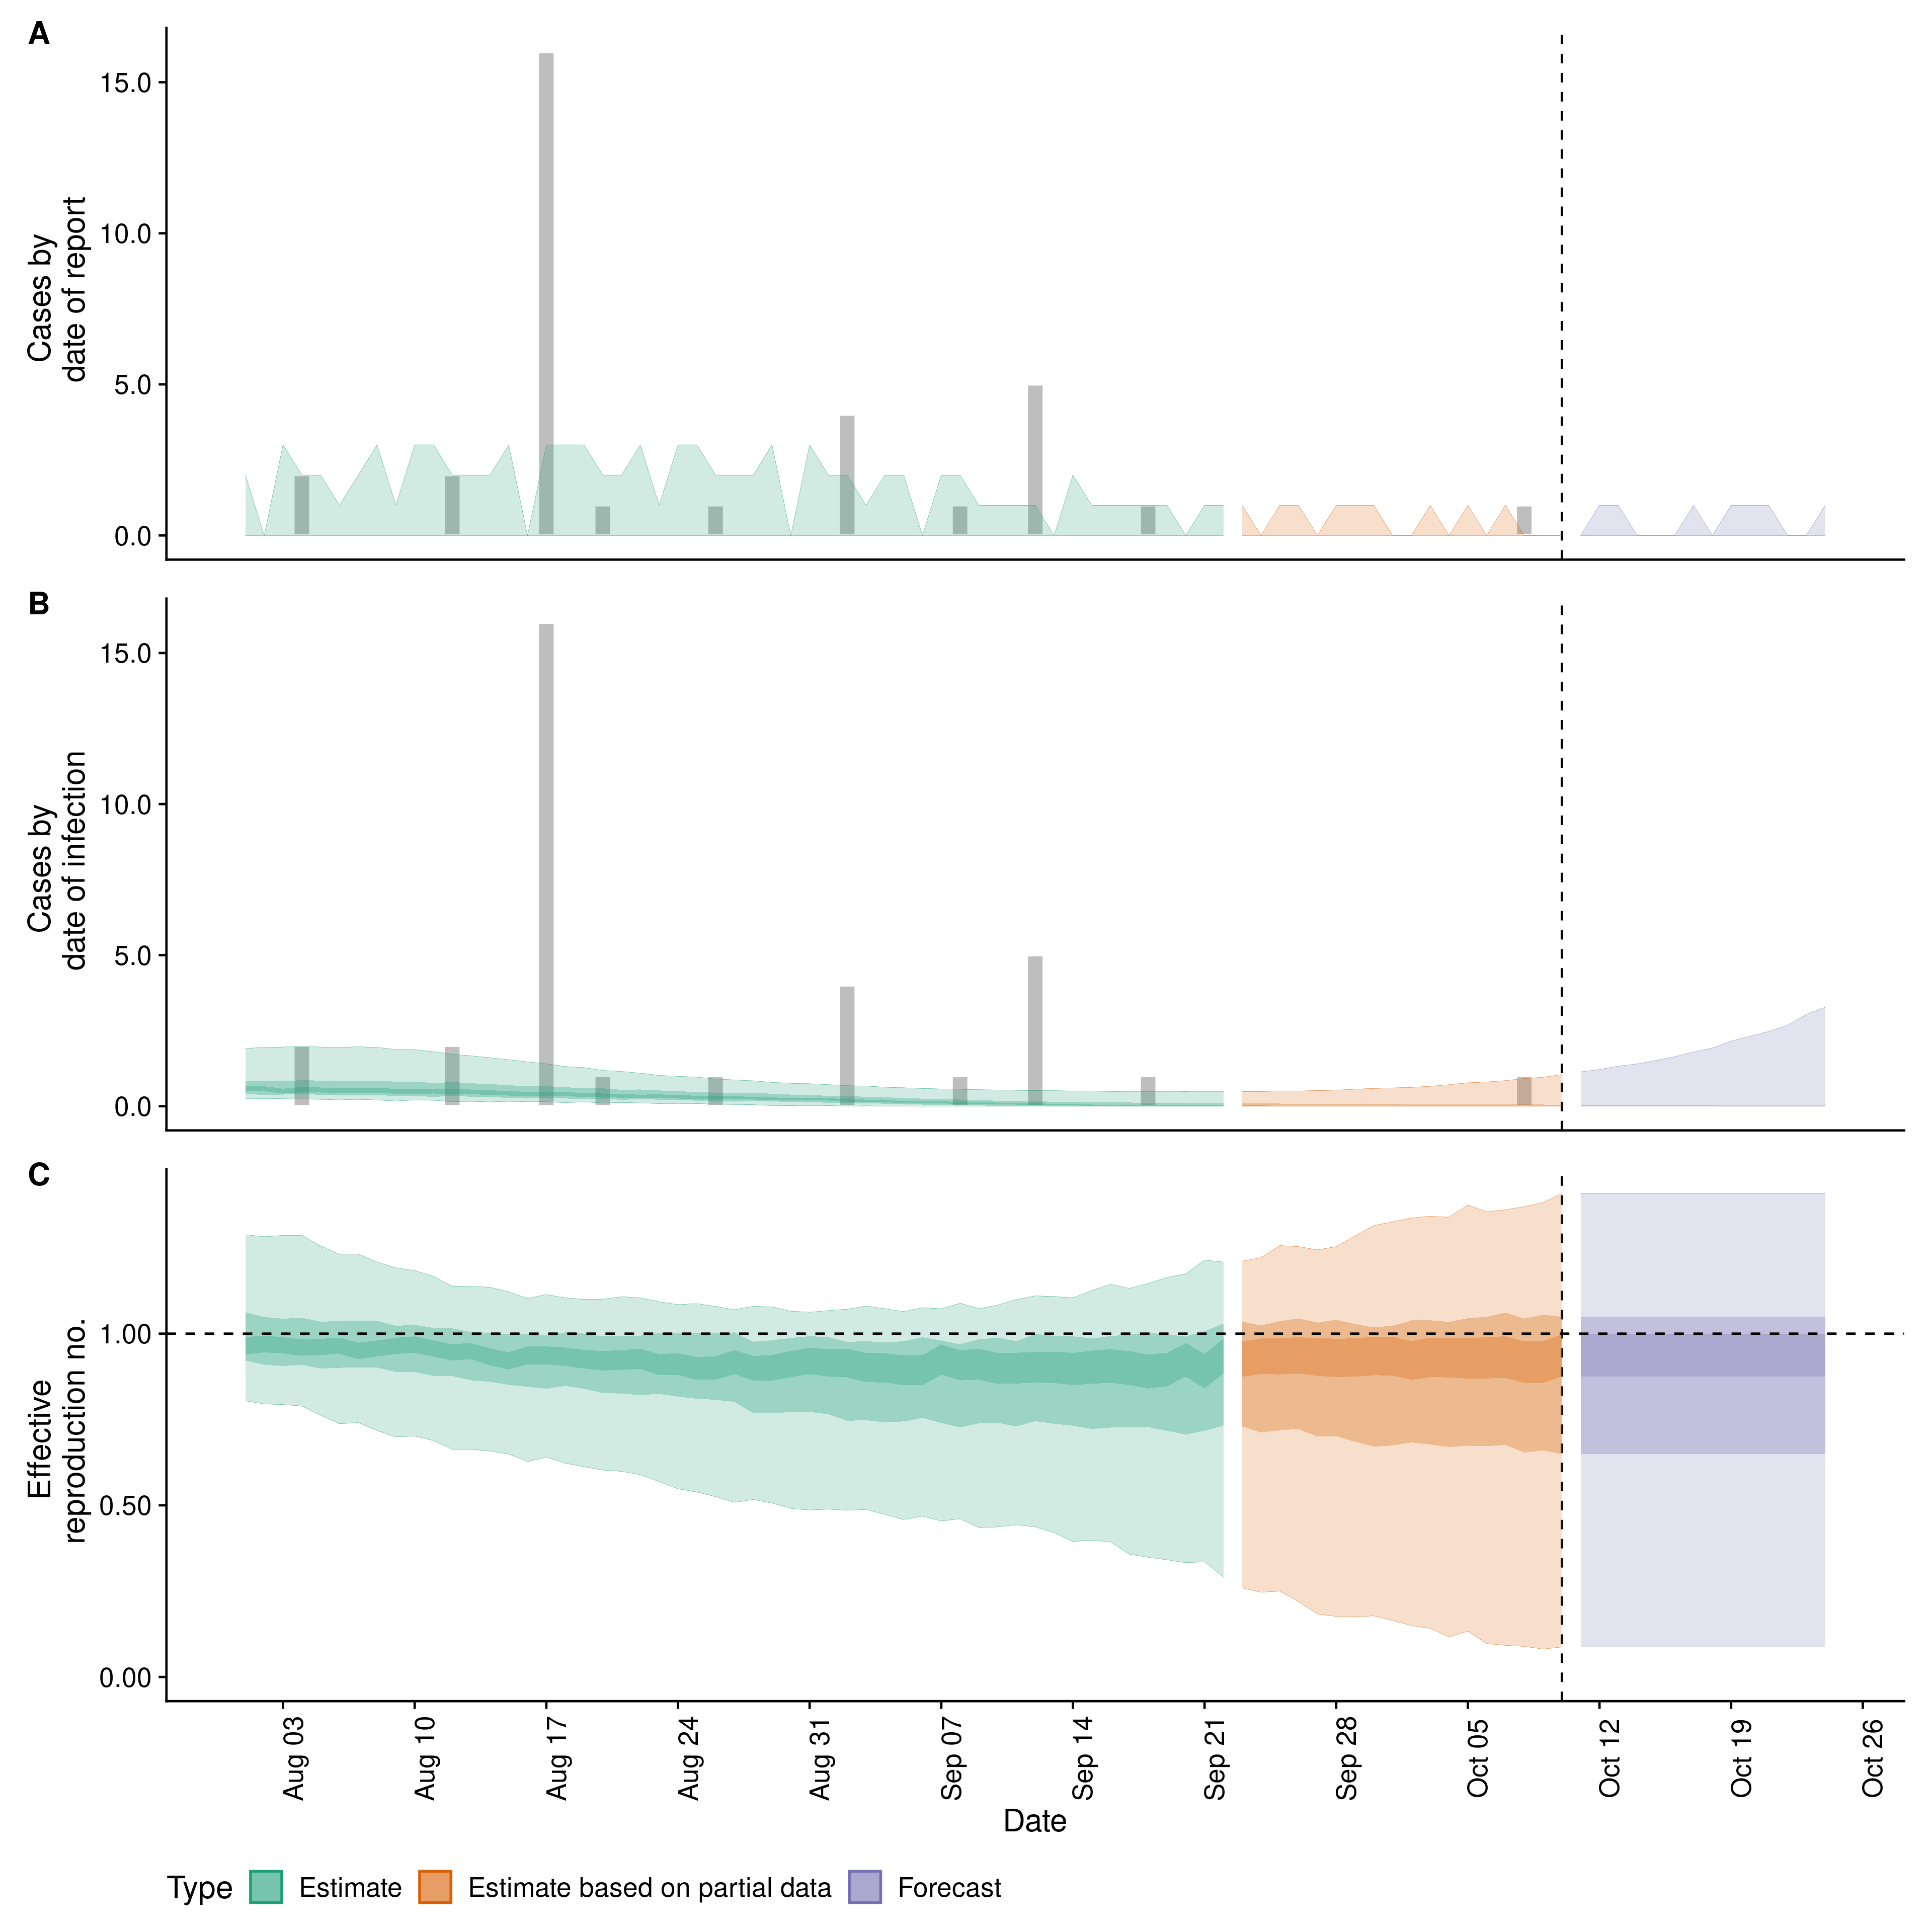 A
15.0
10.0
5.0
0.0
Cases by
date of report
B
15.0
10.0
5.0
0.0
Cases by
date of infection
C
1.00
0.50
0.00
Effective
reproduction no.
Aug 03
Aug 10
Aug 17
Aug 24
Aug 31
Sep 07
Sep 14
Sep 21
Sep 28
Oct 05
Oct 12
Oct 19
Oct 26
Date
Type Estimate Estimate based on partial data Forecast